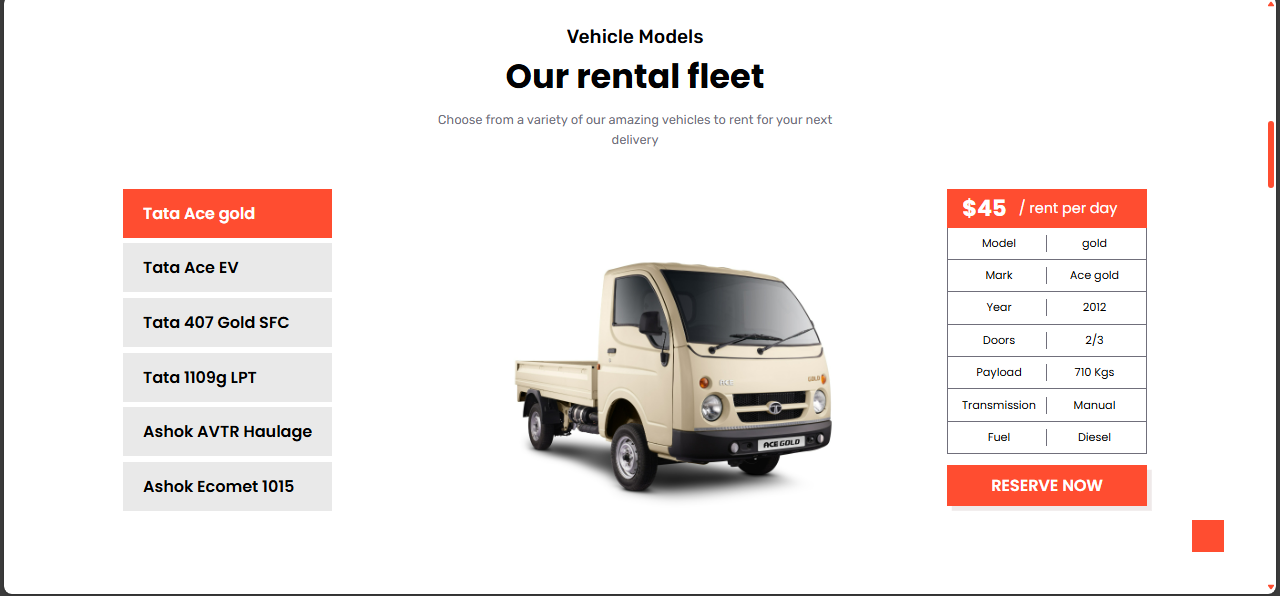 Vehicle Models
Our rental fleet
Choose from a variety of our amazing vehicles to rent for your next
delivery
Tata Ace gold
Tata Ace EV
Tata 407 Gold SFC
Tata 1109g LPT
Ashok AVTR Haulage
Ashok Ecomet 1015
GOLD
ACE GOLD
$45 / rent per day
Model gold
Mark Ace gold
Year 2012
Doors 2/3
Payload 710 Kgs
Transmission Manual
Fuel Diesel
RESERVE NOW